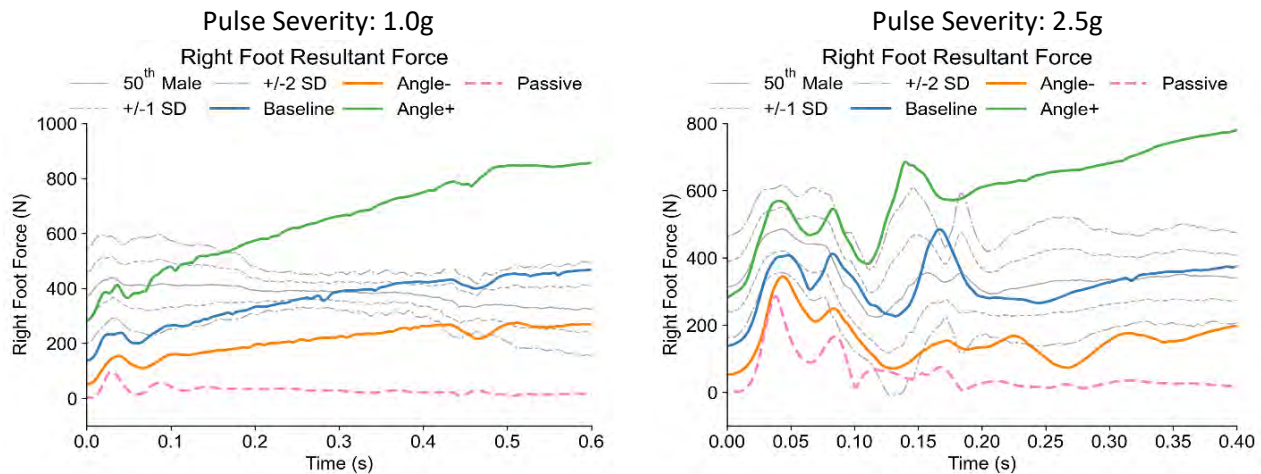 Pulse Severity: 1.0g
Right Foot Resultant Force
50th Male
+/-2 SD
Angle-
Passive
+/-1 SD
Baseline
Angle+
1000
800
600
400
200
0
Right Foot Force (N)
0.0 0.1 0.2 0.3 0.4 0.5 0.6
Time (s)
Pulse Severity: 2.5g
Right Foot Resultant Force
50th Male
+/-2 SD
Angle-
Passive
+/-1 SD
Baseline
Angle+
800
600
400
200
0
Right Foot Force (N)
0.00 0.05 0.10 0.15 0.20 0.25 0.30 0.35 0.40
Time (s)